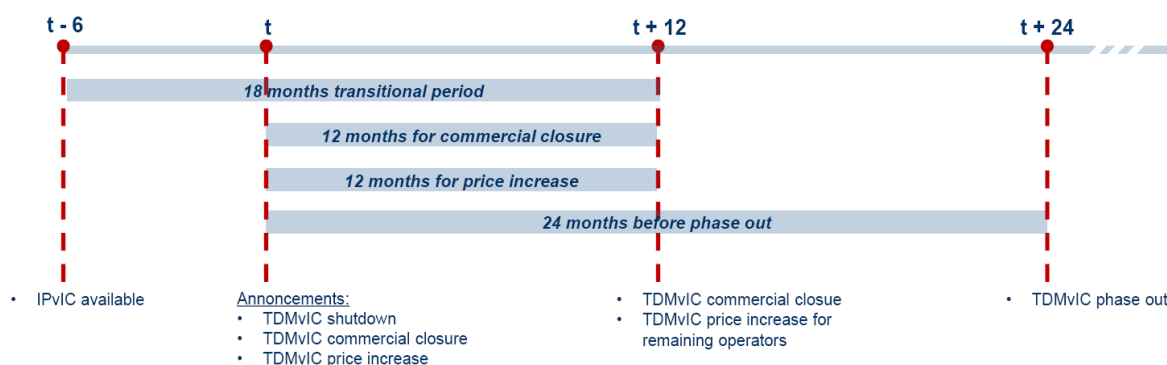 t - 6
t
t + 12
t + 24
18 months transitional period
12 months for commercial closure
12 months for price increase
24 months before phase out
• IPvIC available
Annoncements:
• TDMvIC shutdown
• TDMvIC commercial closure
• TDMvIC price increase
• TDMvIC commercial closue
• TDMvIC price increase for
remaining operators
• TDMvIC phase out